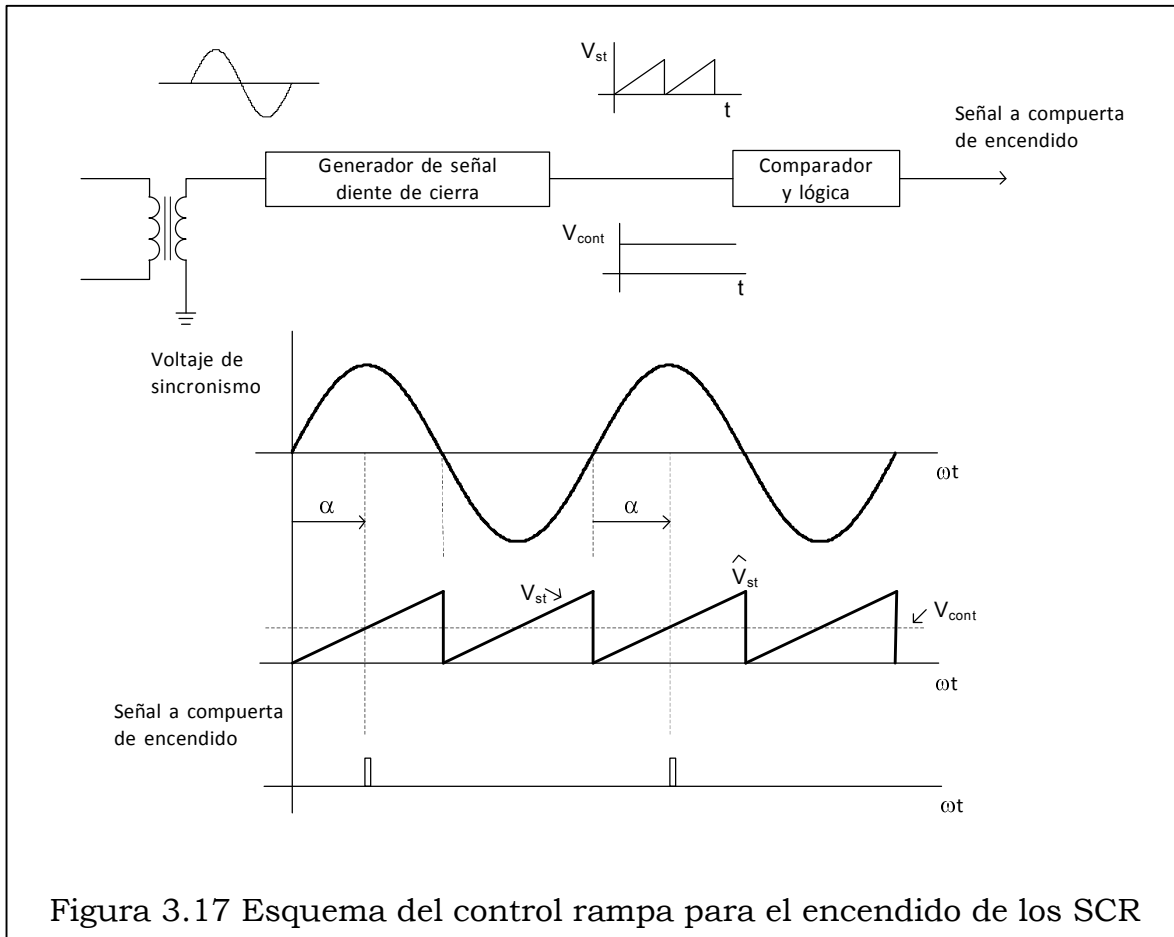 V_st
t
Señal a compuerta
de encendido
Generador de señal
diente de cierra
Comparador
y lógica
V_cont
t
Voltaje de
sincronismo
ωt
α
α
V_st
V̂_st
V_cont
ωt
Señal a compuerta
de encendido
ωt
Figura 3.17 Esquema del control rampa para el encendido de los SCR